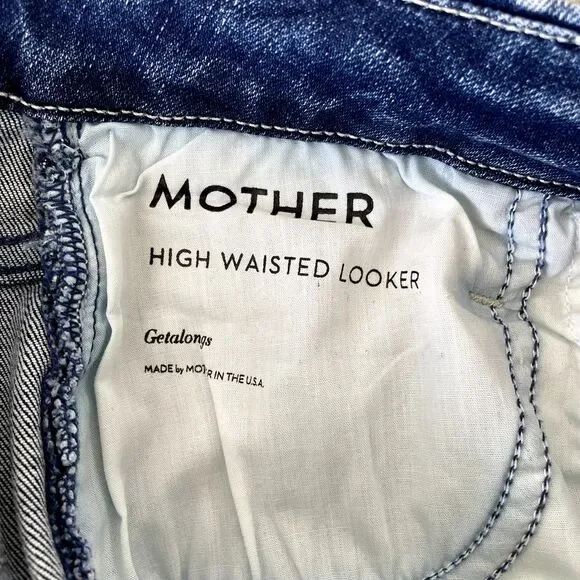 MOTHER
HIGH WAISTED LOOKER
Getalongs
MADE by MOTHER IN THE U.S.A.